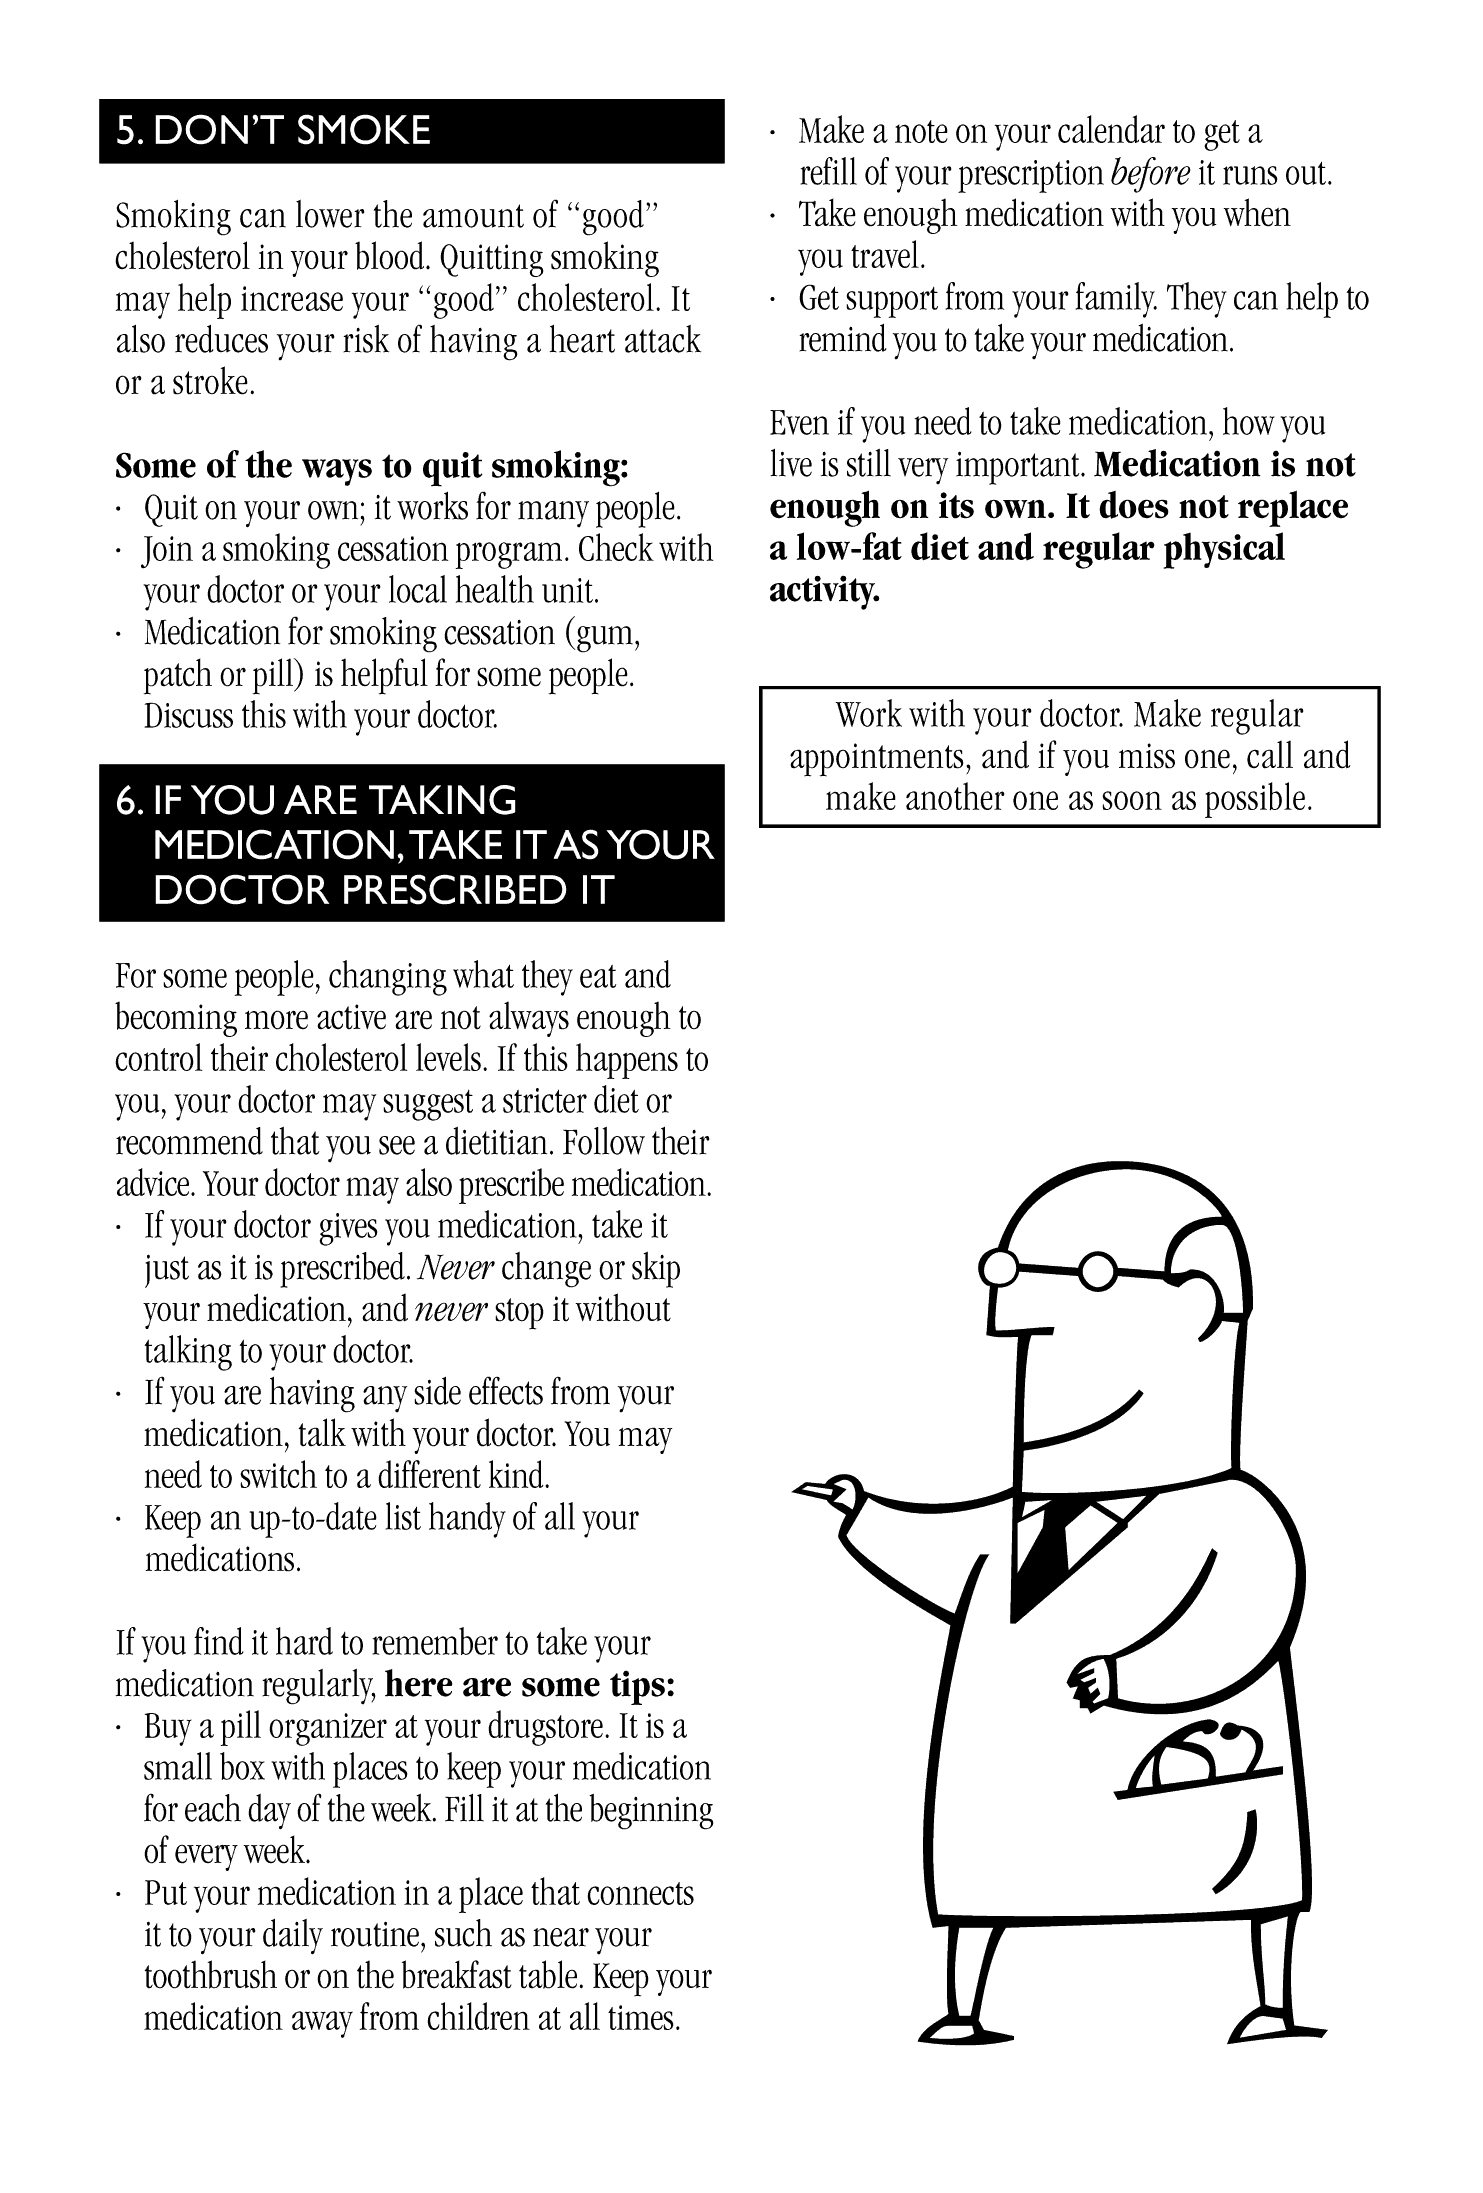 5. DON'T SMOKE
Smoking can lower the amount of “good”
cholesterol in your blood. Quitting smoking
may help increase your “good” cholesterol. It
also reduces your risk of having a heart attack
or a stroke.
Some of the ways to quit smoking:
· Quit on your own; it works for many people.
· Join a smoking cessation program. Check with
your doctor or your local health unit.
· Medication for smoking cessation (gum,
patch or pill) is helpful for some people.
Discuss this with your doctor.
6. IF YOU ARE TAKING
MEDICATION, TAKE IT AS YOUR
DOCTOR PRESCRIBED IT
For some people, changing what they eat and
becoming more active are not always enough to
control their cholesterol levels. If this happens to
you, your doctor may suggest a stricter diet or
recommend that you see a dietitian. Follow their
advice. Your doctor may also prescribe medication.
· If your doctor gives you medication, take it
just as it is prescribed. Never change or skip
your medication, and never stop it without
talking to your doctor.
· If you are having any side effects from your
medication, talk with your doctor. You may
need to switch to a different kind.
· Keep an up-to-date list handy of all your
medications.
If you find it hard to remember to take your
medication regularly, here are some tips:
· Buy a pill organizer at your drugstore. It is a
small box with places to keep your medication
for each day of the week. Fill it at the beginning
of every week.
· Put your medication in a place that connects
it to your daily routine, such as near your
toothbrush or on the breakfast table. Keep your
medication away from children at all times.
· Make a note on your calendar to get a
refill of your prescription before it runs out.
· Take enough medication with you when
you travel.
· Get support from your family. They can help to
remind you to take your medication.
Even if you need to take medication, how you
live is still very important. Medication is not
enough on its own. It does not replace
a low-fat diet and regular physical
activity.
Work with your doctor. Make regular
appointments, and if you miss one, call and
make another one as soon as possible.